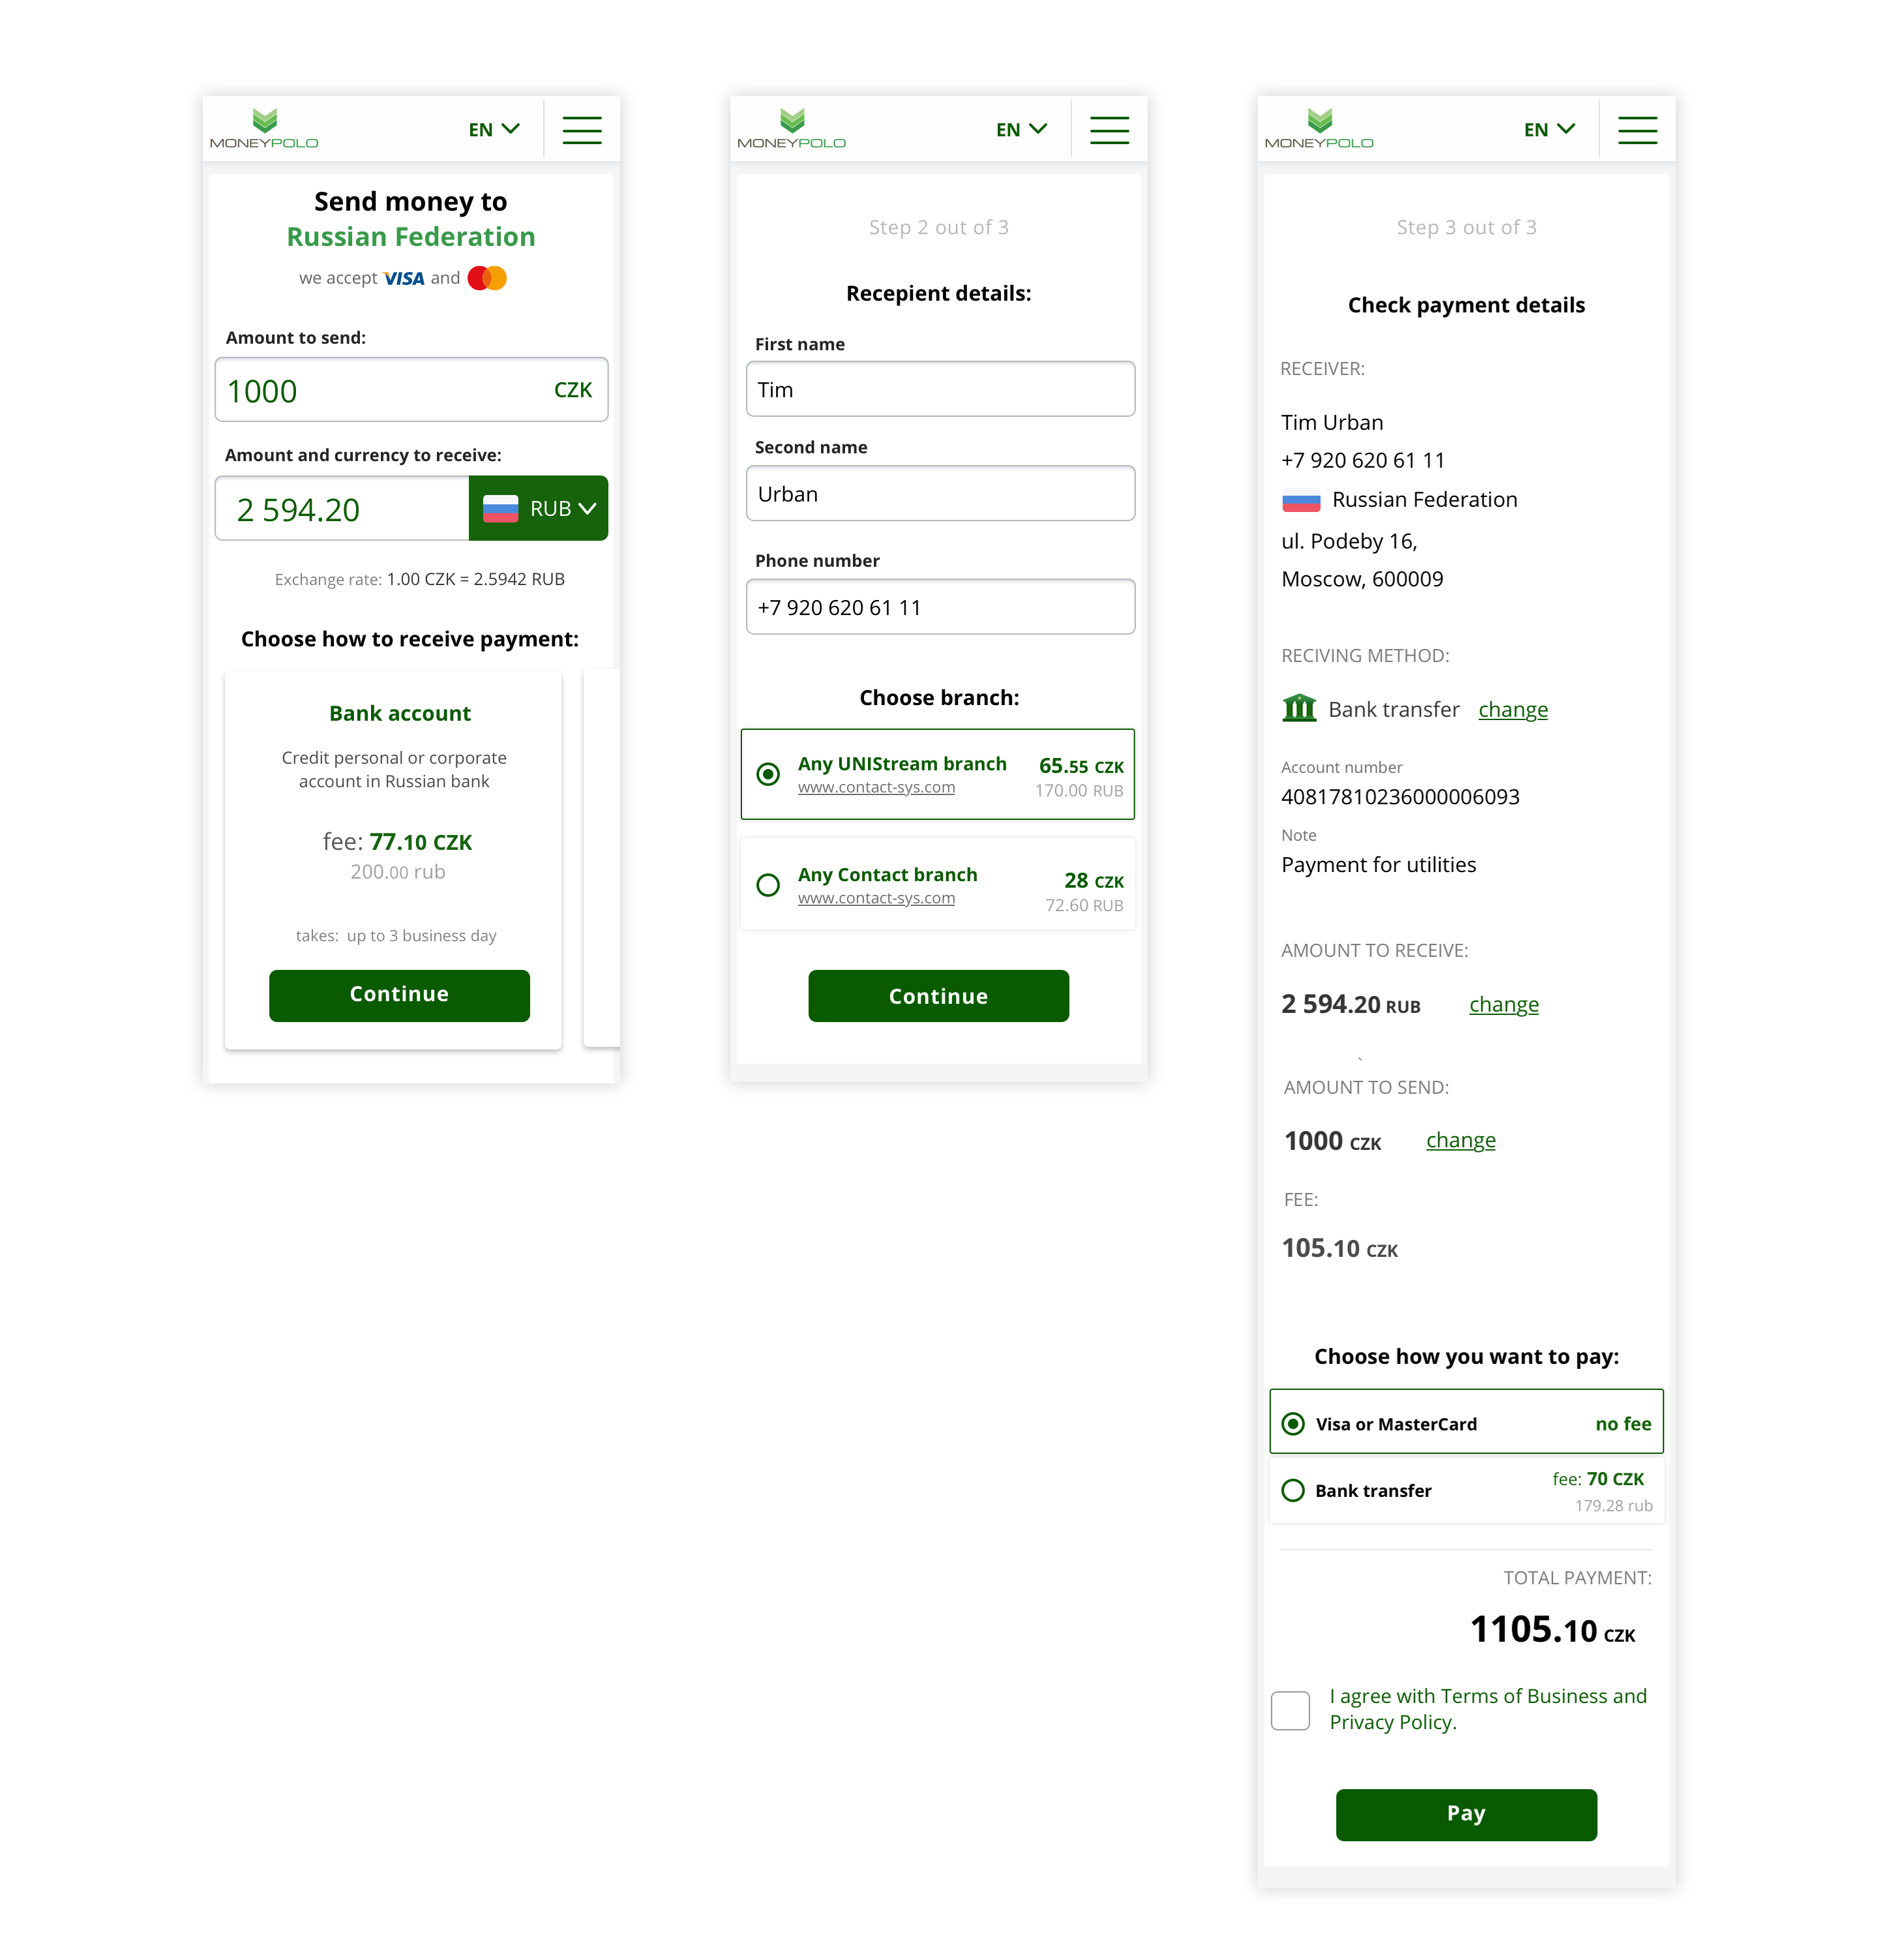 MONEYPOLO
EN
Send money to
Russian Federation
we accept VISA and
Amount to send:
1000 CZK
Amount and currency to receive:
2 594.20 RUB
Exchange rate: 1.00 CZK = 2.5942 RUB
Choose how to receive payment:
Bank account
Credit personal or corporate
account in Russian bank
fee: 77.10 CZK
200.00 rub
takes: up to 3 business day
Continue
MONEYPOLO
EN
Step 2 out of 3
Recepient details:
First name
Tim
Second name
Urban
Phone number
+7 920 620 61 11
Choose branch:
Any UNIStream branch 65.55 CZK
www.contact-sys.com 170.00 RUB
Any Contact branch 28 CZK
www.contact-sys.com 72.60 RUB
Continue
MONEYPOLO
EN
Step 3 out of 3
Check payment details
RECEIVER:
Tim Urban
+7 920 620 61 11
Russian Federation
ul. Podeby 16,
Moscow, 600009
RECIVING METHOD:
Bank transfer change
Account number
40817810236000006093
Note
Payment for utilities
AMOUNT TO RECEIVE:
2 594.20 RUB change
`
AMOUNT TO SEND:
1000 CZK change
FEE:
105.10 CZK
Choose how you want to pay:
Visa or MasterCard no fee
Bank transfer fee: 70 CZK
179.28 rub
TOTAL PAYMENT:
1105.10 CZK
I agree with Terms of Business and
Privacy Policy.
Pay